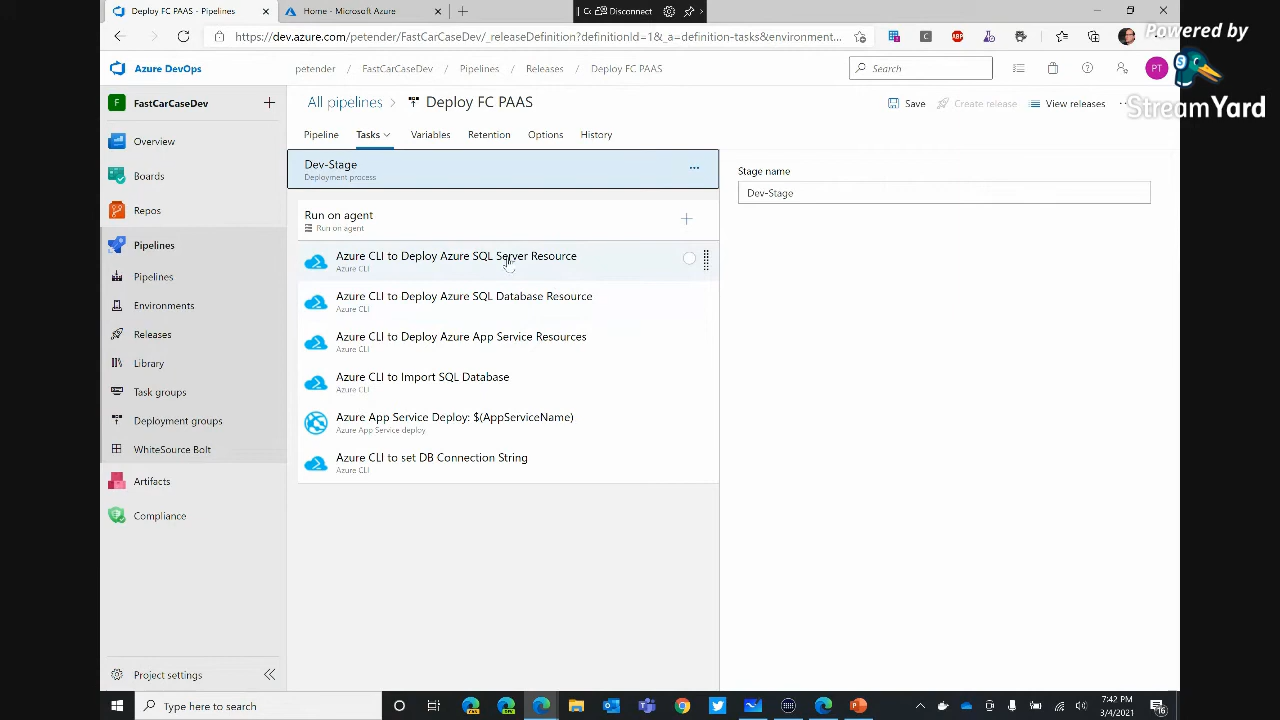 Deploy FC PAAS - Pipelines
Home - Microsoft Azure
Disconnect
https://dev.azure.com/petender/FastCarCaseDev/_releaseDefinition?definitionId=1&_a=definition-tasks&environment...
Powered by
StreamYard
Azure DevOps
petender / FastCarCaseDev / / Releases / Deploy FC PAAS
Search
PT
F
FastCarCaseDev
All pipelines > Deploy FC PAAS
Save
Create release
View releases
Overview
Pipeline
Tasks
Variables
Retention
Options
History
Boards
Repos
Pipelines
Pipelines
Environments
Releases
Library
Task groups
Deployment groups
WhiteSource Bolt
Artifacts
Compliance
Project settings
Dev-Stage
Deployment process
Run on agent
Run on agent
Azure CLI to Deploy Azure SQL Server Resource
Azure CLI
Azure CLI to Deploy Azure SQL Database Resource
Azure CLI
Azure CLI to Deploy Azure App Service Resources
Azure CLI
Azure CLI to Import SQL Database
Azure CLI
Azure App Service Deploy: $(AppServiceName)
Azure App Service deploy
Azure CLI to set DB Connection String
Azure CLI
Stage name
Dev-Stage
Type here to search
7:42 PM
3/4/2021